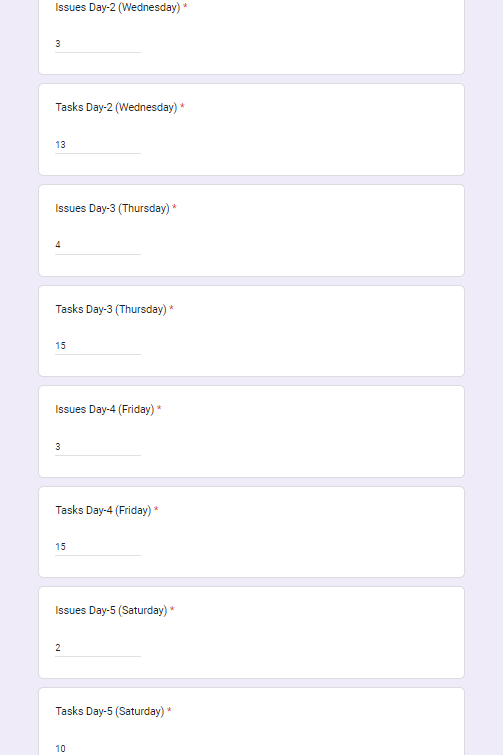 Issues Day-2 (Wednesday) *
3
Tasks Day-2 (Wednesday) *
13
Issues Day-3 (Thursday) *
4
Tasks Day-3 (Thursday) *
15
Issues Day-4 (Friday) *
3
Tasks Day-4 (Friday) *
15
Issues Day-5 (Saturday) *
2
Tasks Day-5 (Saturday) *
10